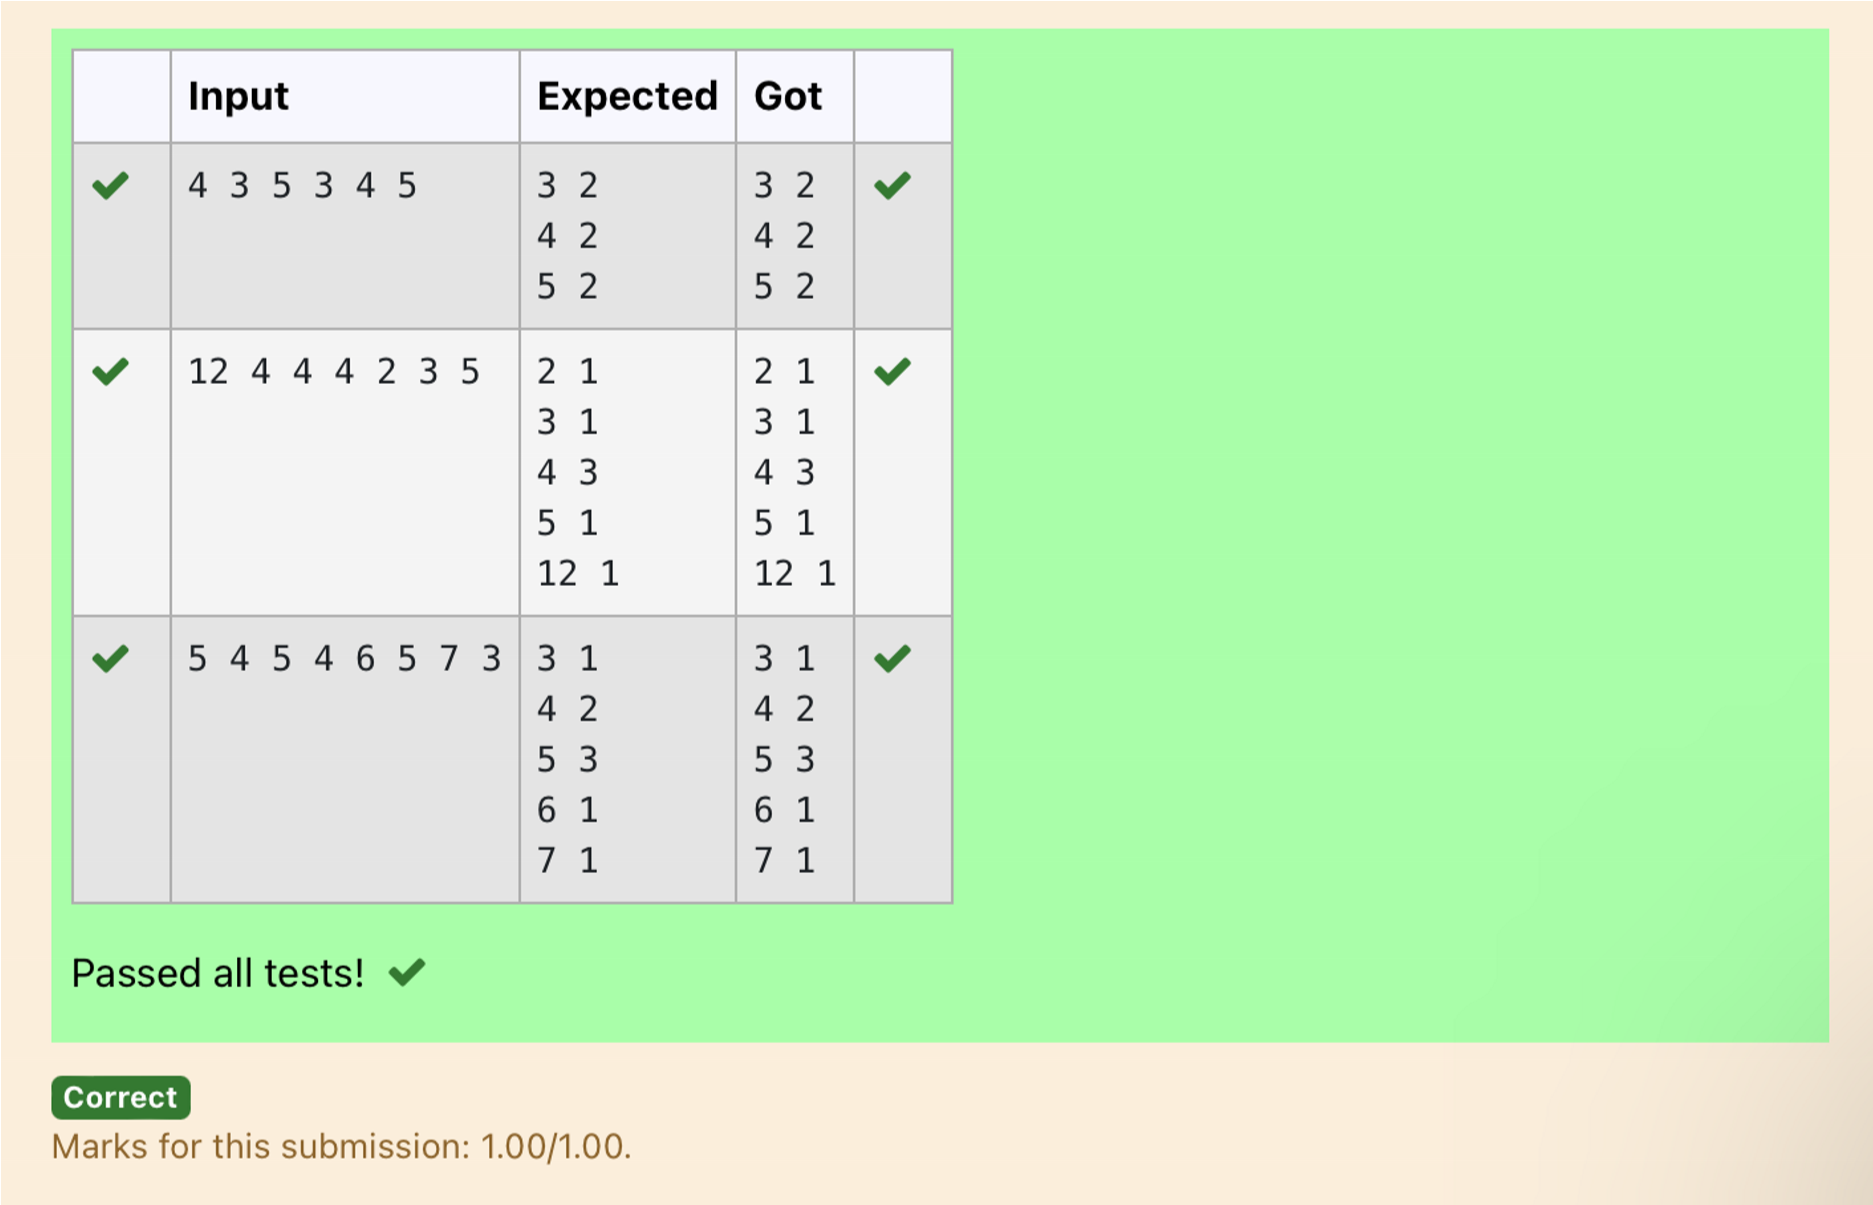 Input Expected Got
4 3 5 3 4 5 3 2 3 2
4 2 4 2
5 2 5 2
12 4 4 4 2 3 5 2 1 2 1
3 1 3 1
4 3 4 3
5 1 5 1
12 1 12 1
5 4 5 4 6 5 7 3 3 1 3 1
4 2 4 2
5 3 5 3
6 1 6 1
7 1 7 1
Passed all tests!
Correct
Marks for this submission: 1.00/1.00.